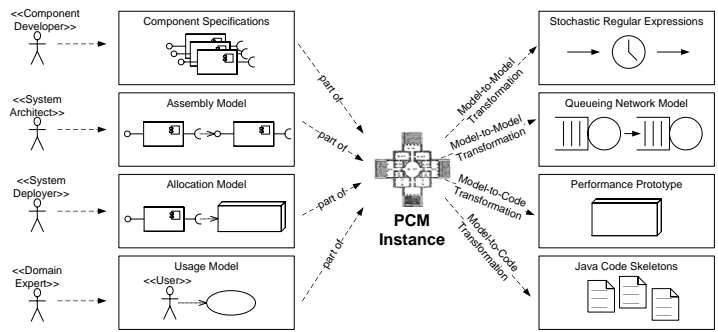 <<Component
Developer>>
Component Specifications
<<System
Architect>>
Assembly Model
<<System
Deployer>>
Allocation Model
<<Domain
Expert>>
Usage Model
<<User>>
part of
part of
part of
part of
PCM
Instance
Model-to-Model
Transformation
Model-to-Model
Transformation
Model-to-Code
Transformation
Model-to-Code
Transformation
Stochastic Regular Expressions
Queueing Network Model
Performance Prototype
Java Code Skeletons